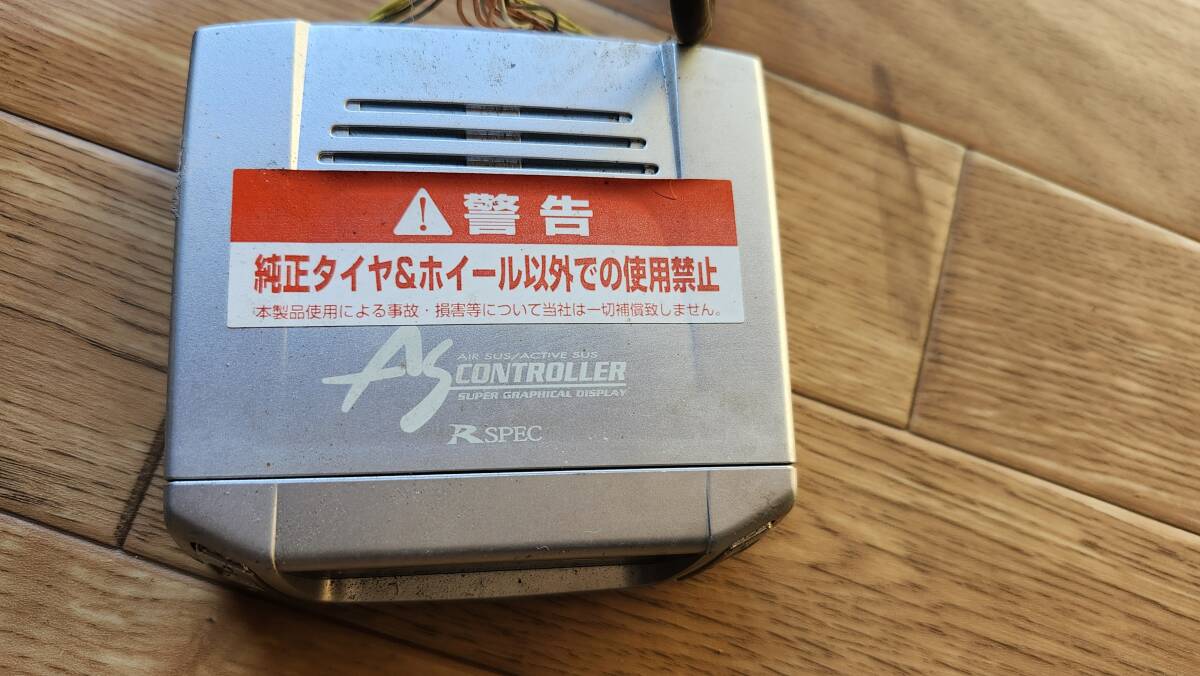 警告
純正タイヤ&ホイール以外での使用禁止
本製品使用による事故・損害等について当社は一切補償致しません。
AIR SUS/ACTIVE SUS
AS CONTROLLER
SUPER GRAPHICAL DISPLAY
R SPEC